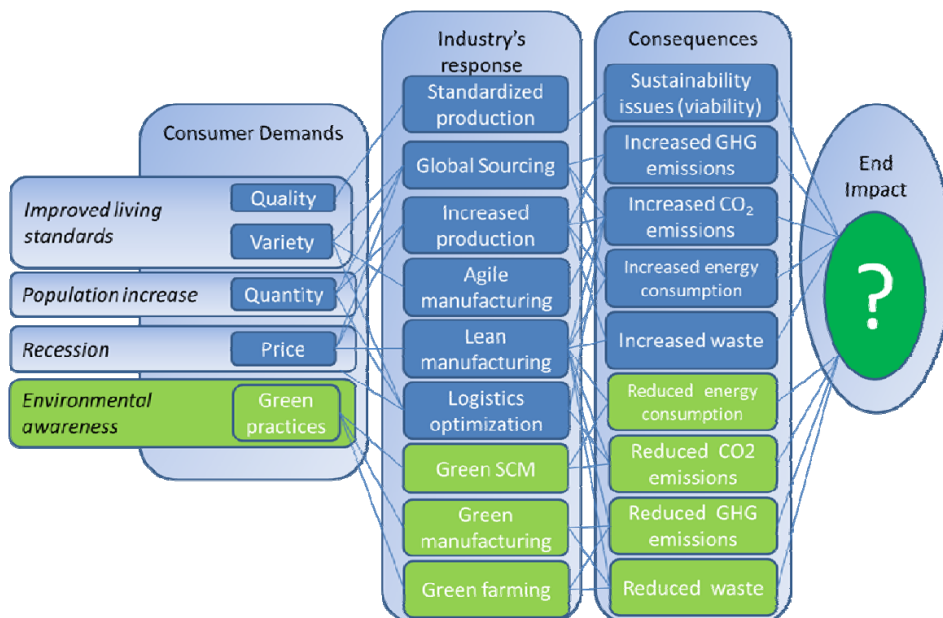 Consumer Demands
Improved living
standards
Quality
Variety
Population increase
Quantity
Recession
Price
Environmental
awareness
Green
practices
Industry's
response
Standardized
production
Global Sourcing
Increased
production
Agile
manufacturing
Lean
manufacturing
Logistics
optimization
Green SCM
Green
manufacturing
Green farming
Consequences
Sustainability
issues (viability)
Increased GHG
emissions
Increased CO₂
emissions
Increased energy
consumption
Increased waste
Reduced energy
consumption
Reduced CO2
emissions
Reduced GHG
emissions
Reduced waste
End
Impact
?